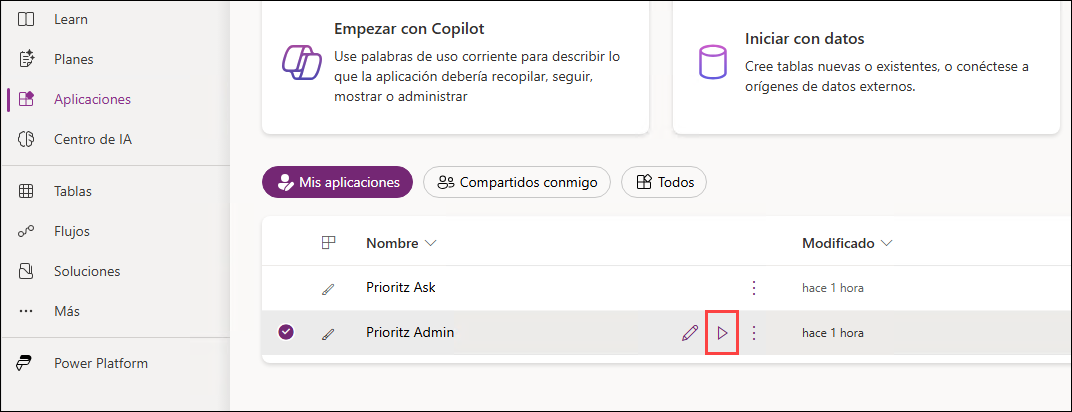 Learn
Planes
Aplicaciones
Centro de IA
Tablas
Flujos
Soluciones
Más
Power Platform
Empezar con Copilot
Use palabras de uso corriente para describir lo
que la aplicación debería recopilar, seguir,
mostrar o administrar
Iniciar con datos
Cree tablas nuevas o existentes, o conéctese a
orígenes de datos externos.
Mis aplicaciones
Compartidos conmigo
Todos
Nombre
Modificado
Prioritz Ask
hace 1 hora
Prioritz Admin
hace 1 hora